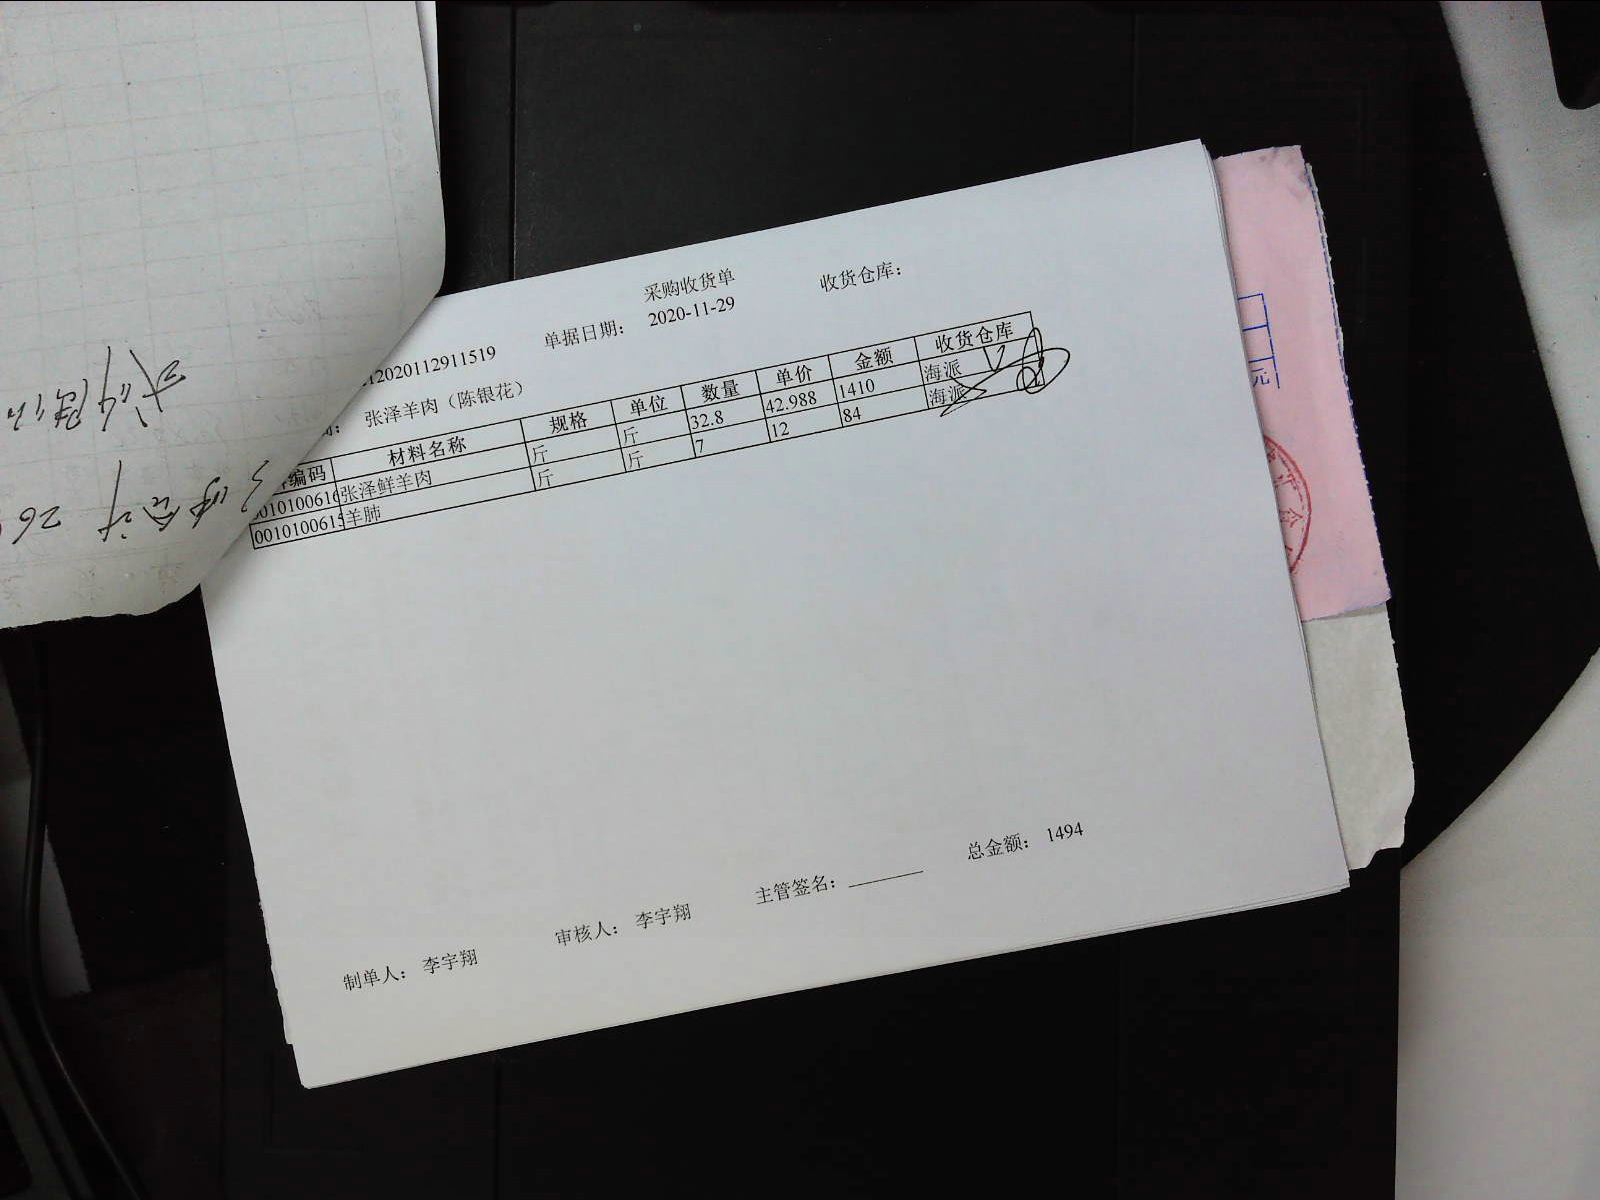 采购收货单
12020112911519 单据日期： 2020-11-29 收货仓库：
张泽羊肉（陈银花）
编码 材料名称 规格 单位 数量 单价 金额 收货仓库
0010100616 张泽鲜羊肉 斤 斤 32.8 42.988 1410 海派
0010100615 羊肺 斤 斤 7 12 84 海派
总金额： 1494
制单人： 李宇翔 审核人： 李宇翔 主管签名：
元